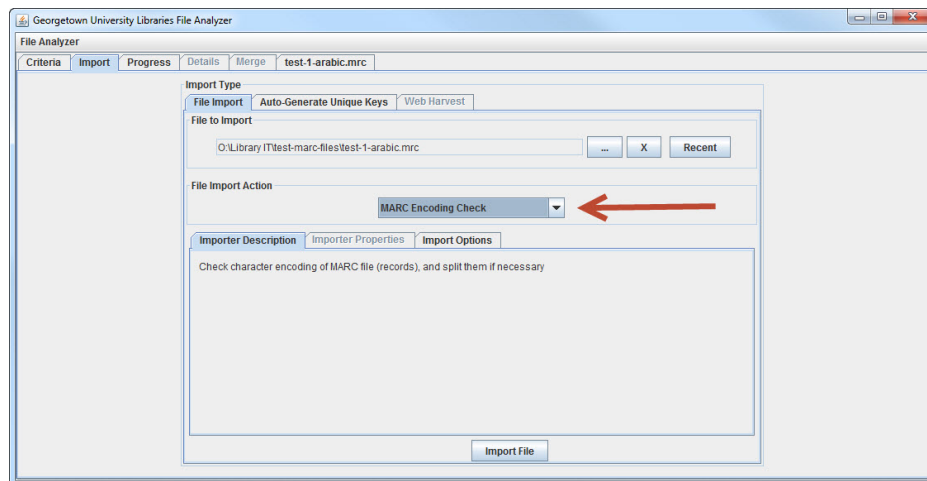 Georgetown University Libraries File Analyzer
File Analyzer
Criteria Import Progress Details Merge test-1-arabic.mrc
Import Type
File Import Auto-Generate Unique Keys Web Harvest
File to Import
O:\Library IT\test-marc-files\test-1-arabic.mrc ... X Recent
File Import Action
MARC Encoding Check
Importer Description Importer Properties Import Options
Check character encoding of MARC file (records), and split them if necessary
Import File